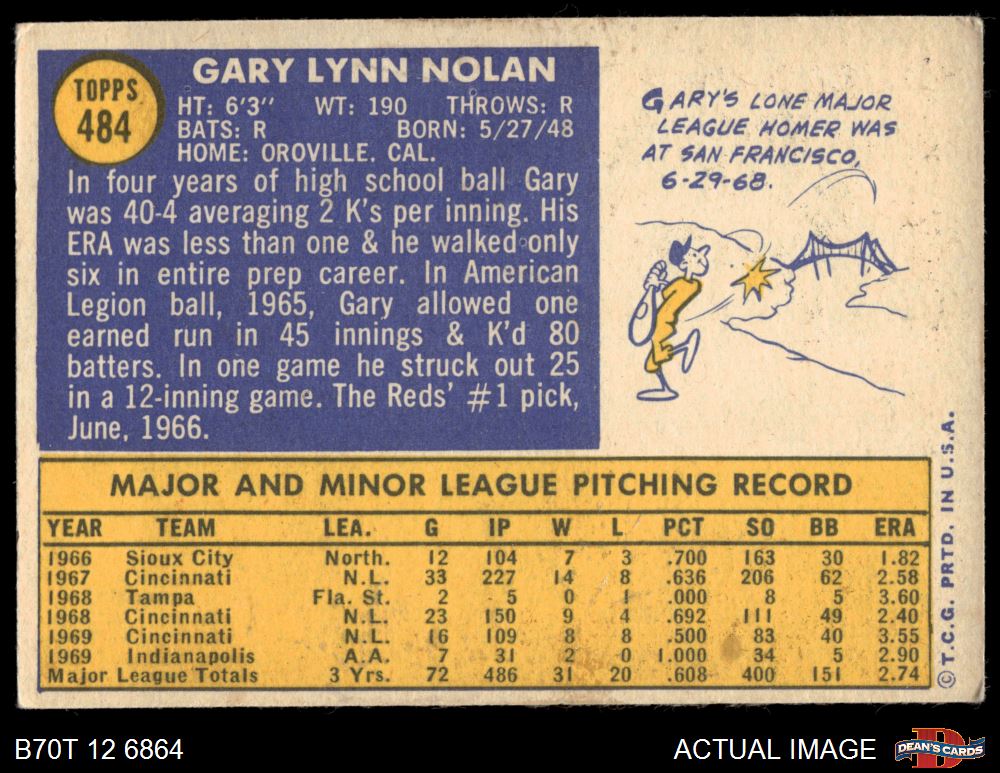 TOPPS
484
GARY LYNN NOLAN
HT: 6'3" WT: 190 THROWS: R
BATS: R BORN: 5/27/48
HOME: OROVILLE. CAL.
In four years of high school ball Gary
was 40-4 averaging 2 K's per inning. His
ERA was less than one & he walked only
six in entire prep career. In American
Legion ball, 1965, Gary allowed one
earned run in 45 innings & K'd 80
batters. In one game he struck out 25
in a 12-inning game. The Reds' #1 pick,
June, 1966.
GARY'S LONE MAJOR
LEAGUE HOMER WAS
AT SAN FRANCISCO,
6-29-68.
MAJOR AND MINOR LEAGUE PITCHING RECORD
YEAR TEAM LEA. G IP W L PCT SO BB ERA
1966 Sioux City North. 12 104 7 3 .700 163 30 1.82
1967 Cincinnati N.L. 33 227 14 8 .636 206 62 2.58
1968 Tampa Fla. St. 2 5 0 1 .000 8 5 3.60
1968 Cincinnati N.L. 23 150 9 4 .692 111 49 2.40
1969 Cincinnati N.L. 16 109 8 8 .500 83 40 3.55
1969 Indianapolis A.A. 7 31 2 0 1.000 34 5 2.90
Major League Totals 3 Yrs. 72 486 31 20 .608 400 151 2.74
©T.C.G. PRTD. IN U.S.A.
B70T 12 6864
ACTUAL IMAGE
D
DEAN'S CARDS